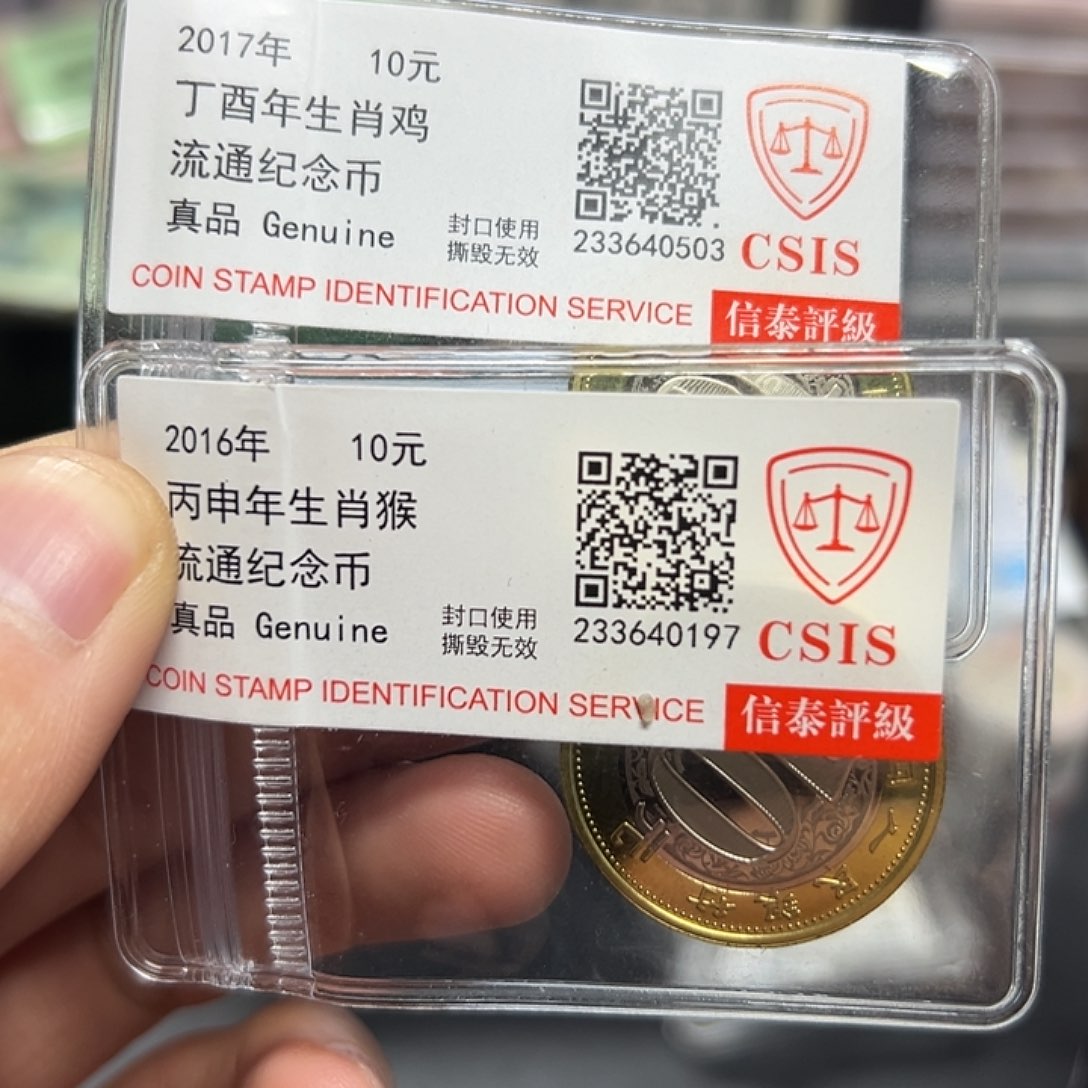 2017年 10元
丁酉年生肖鸡
流通纪念币
真品 Genuine
封口使用
撕毁无效
233640503
CSIS
COIN STAMP IDENTIFICATION SERVICE
信泰評級
2016年 10元
丙申年生肖猴
流通纪念币
真品 Genuine
封口使用
撕毁无效
233640197
CSIS
COIN STAMP IDENTIFICATION SERVICE
信泰評級